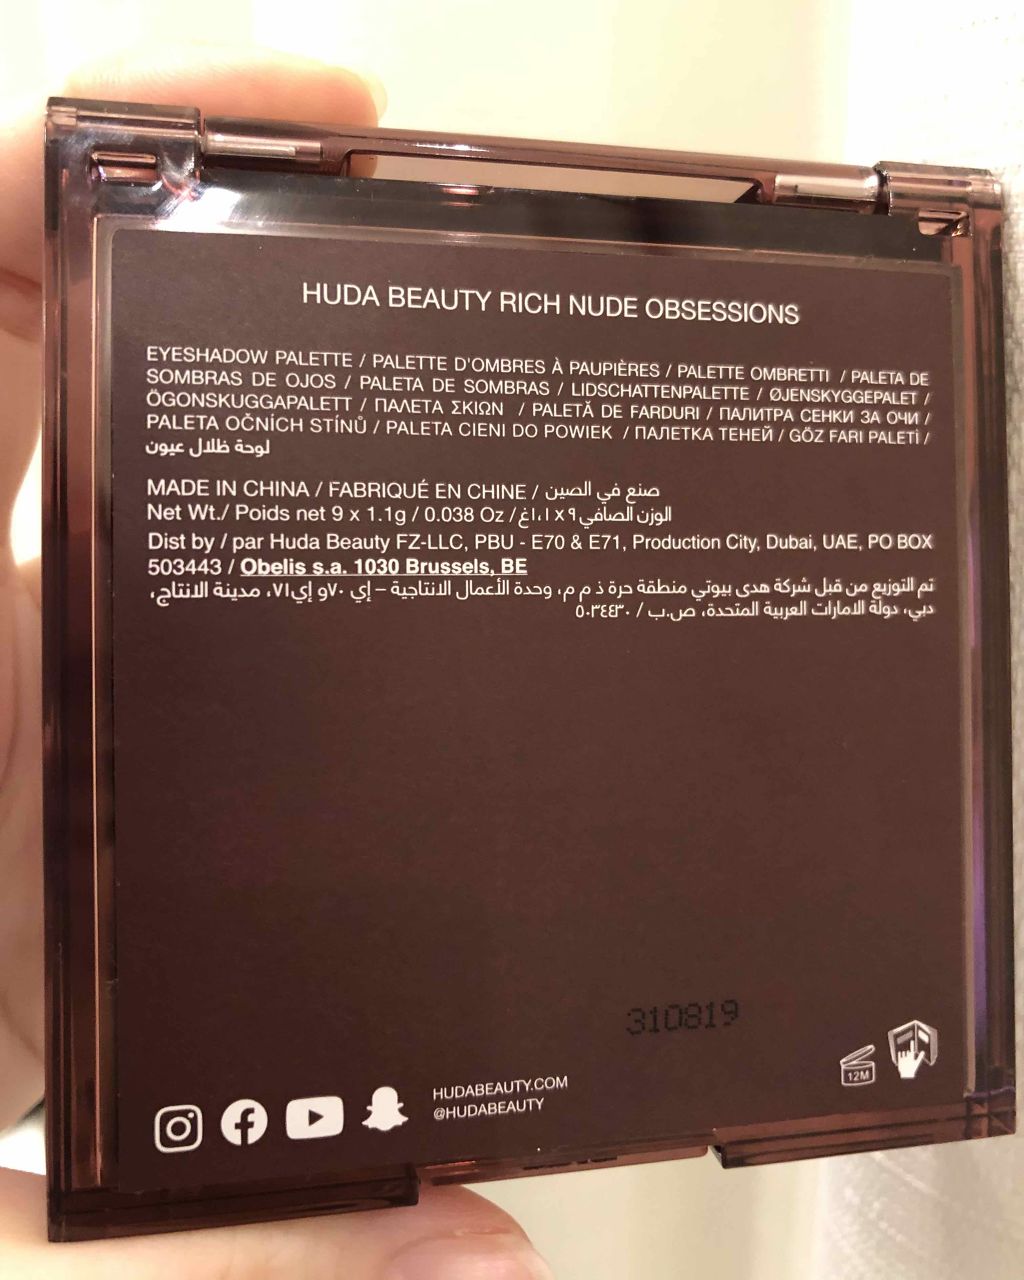 HUDA BEAUTY RICH NUDE OBSESSIONS
EYESHADOW PALETTE / PALETTE D'OMBRES À PAUPIÈRES / PALETTE OMBRETTI / PALETA DE
SOMBRAS DE OJOS / PALETA DE SOMBRAS / LIDSCHATTENPALETTE / ØJENSKYGGEPALET /
ÖGONSKUGGAPALETT / ΠΑΛΕΤΑ ΣΚΙΩΝ / PALETĂ DE FARDURI / ПАЛИТРА СЕНКИ ЗА ОЧИ /
PALETA OČNÍCH STÍNŮ / PALETA CIENI DO POWIEK / ПАЛЕТКА ТЕНЕЙ / GÖZ FARI PALETİ /
لوحة ظلال عيون
MADE IN CHINA / FABRIQUÉ EN CHINE / صنع في الصين
Net Wt./ Poids net 9 x 1.1g / 0.038 Oz / الوزن الصافي ٩ x ١،١غ
Dist by / par Huda Beauty FZ-LLC, PBU - E70 & E71, Production City, Dubai, UAE, PO BOX
503443 / Obelis s.a. 1030 Brussels, BE
تم التوزيع من قبل شركة هدى بيوتي منطقة حرة ذ م م، وحدة الأعمال الانتاجية – إي ٧٠ و إي٧١، مدينة الانتاج،
دبي، دولة الامارات العربية المتحدة، ص.ب / ٥٠٣٤٤٣٠
310819
12M
HUDABEAUTY.COM
@HUDABEAUTY